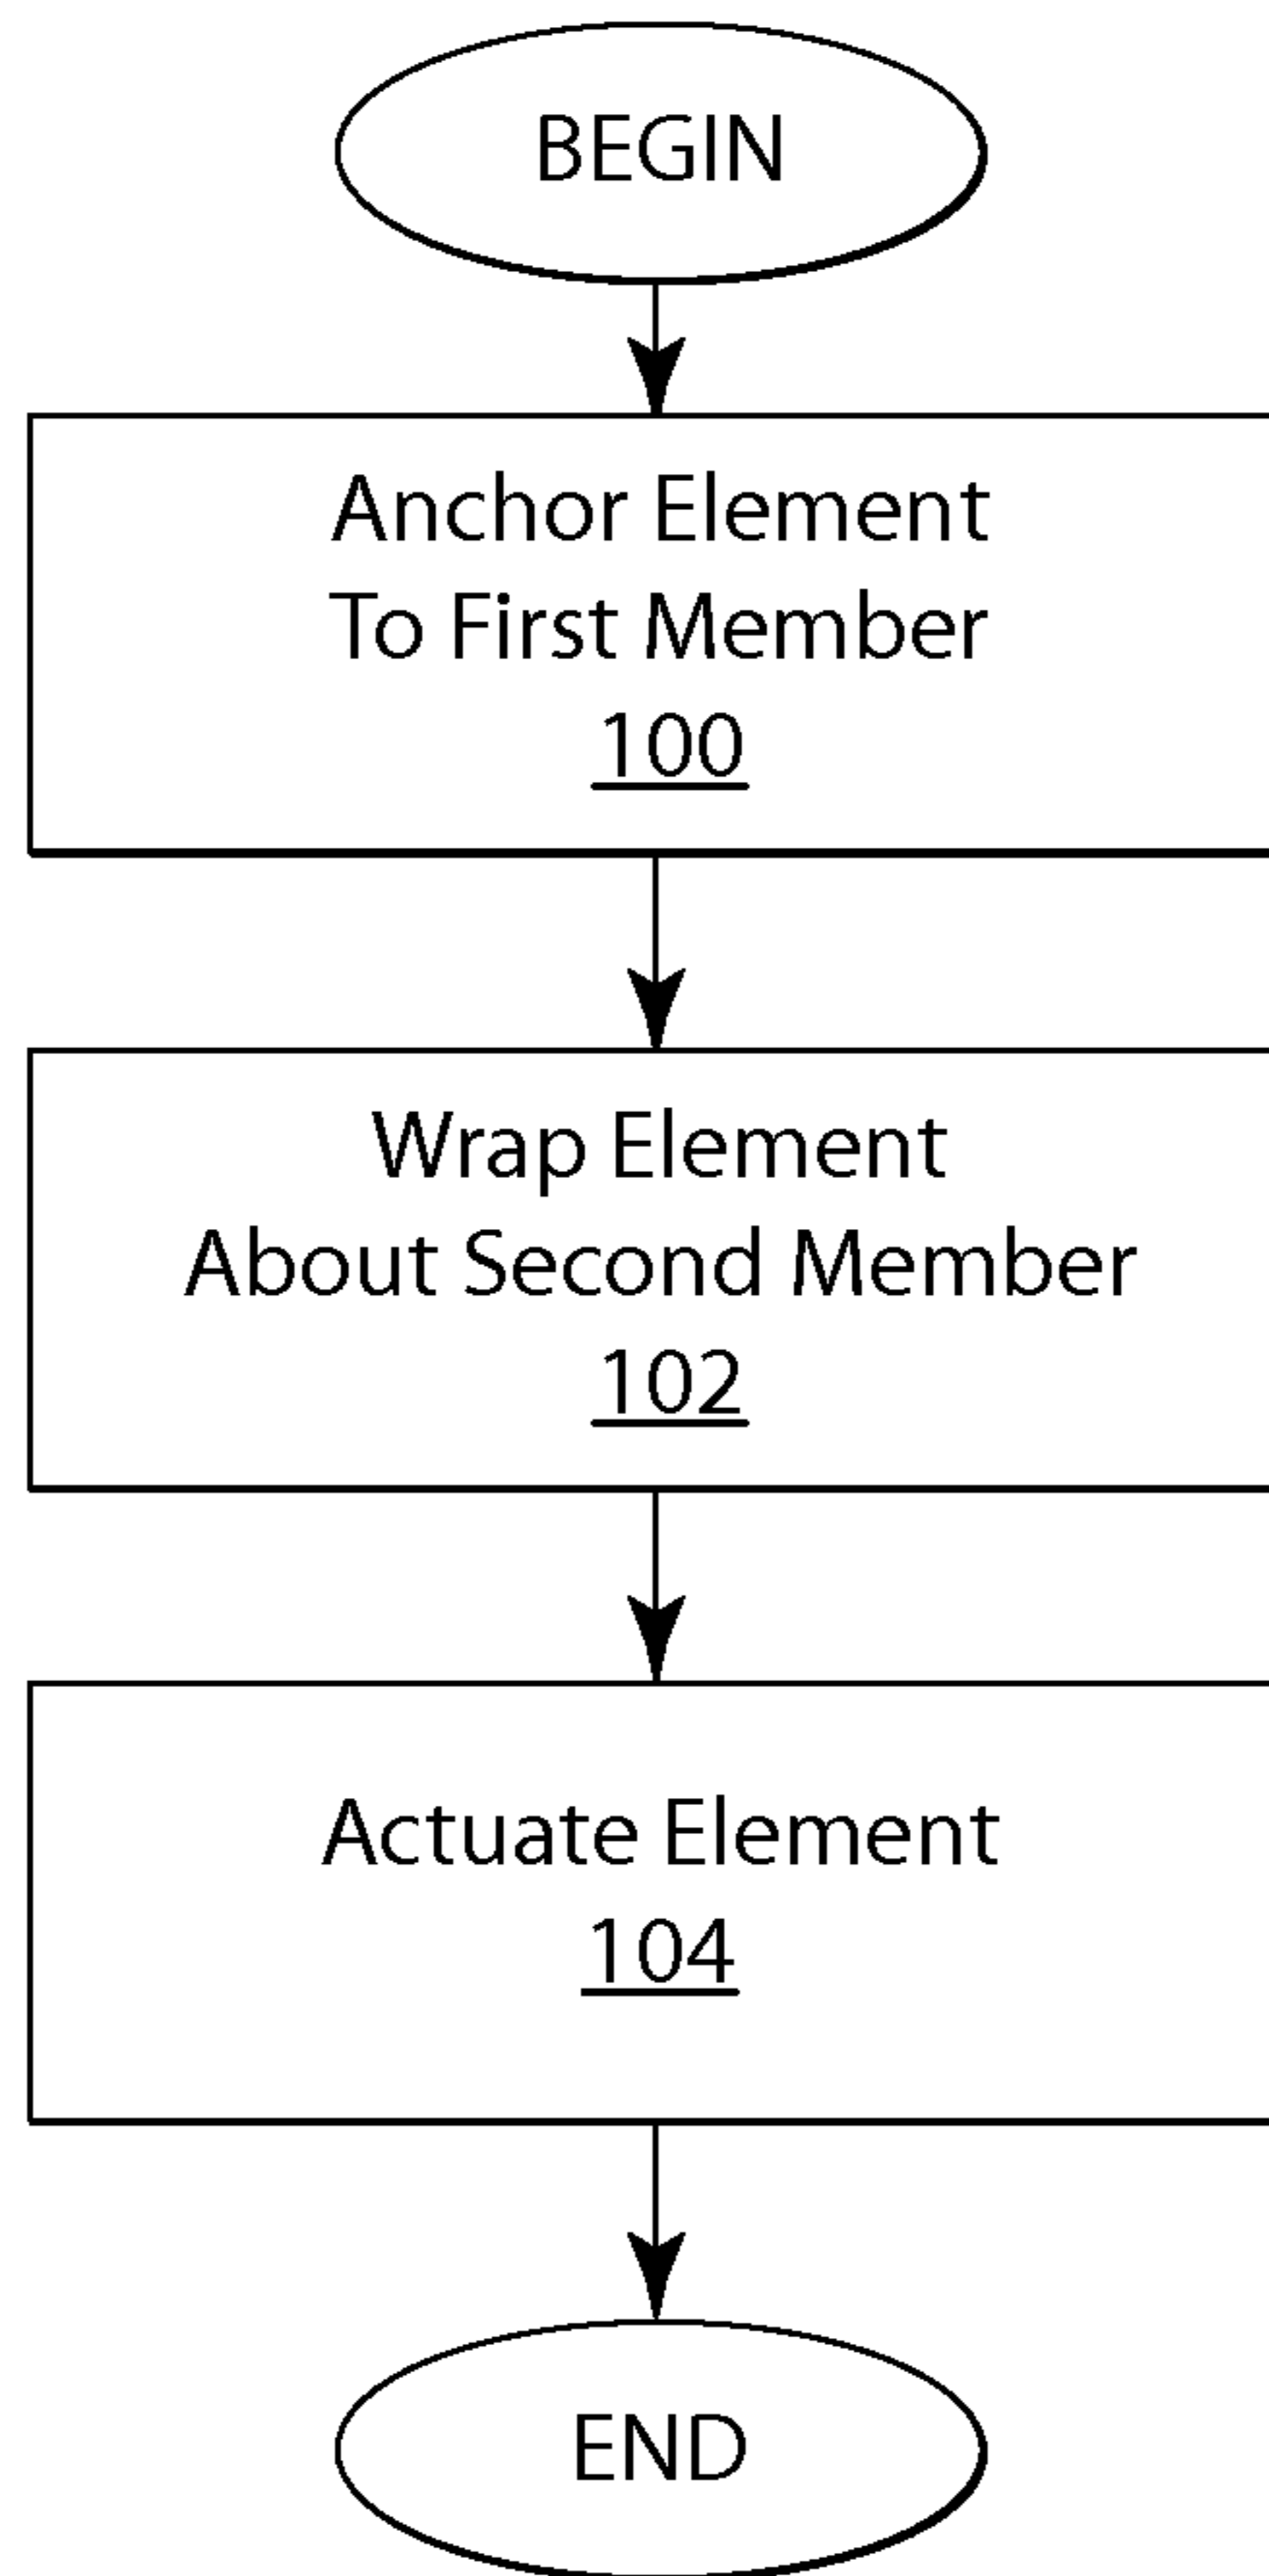 BEGIN
Anchor Element
To First Member
100
Wrap Element
About Second Member
102
Actuate Element
104
END